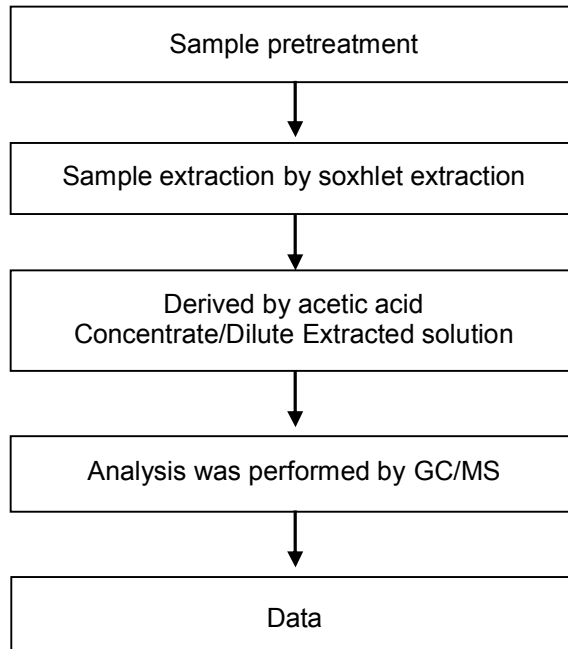 Sample pretreatment
Sample extraction by soxhlet extraction
Derived by acetic acid
Concentrate/Dilute Extracted solution
Analysis was performed by GC/MS
Data